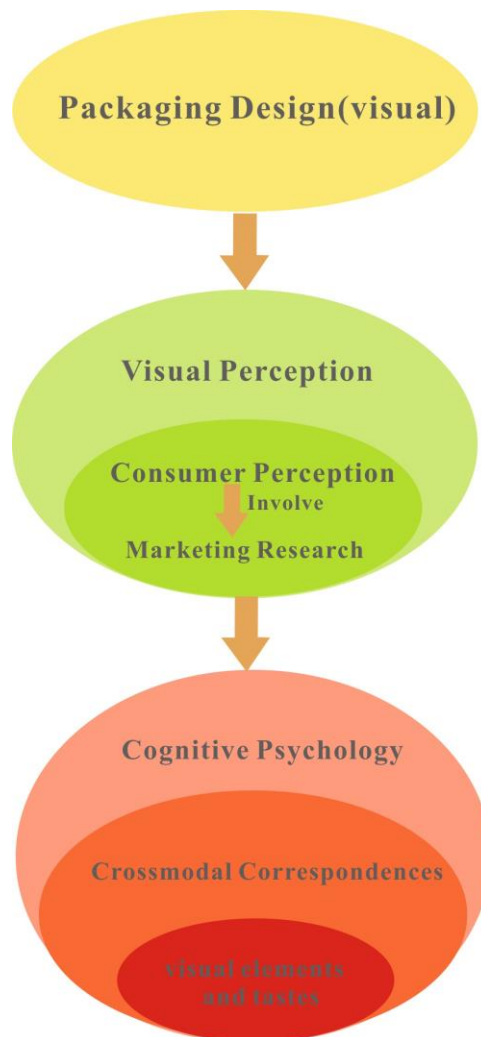 Packaging Design(visual)
Visual Perception
Consumer Perception
Involve
Marketing Research
Cognitive Psychology
Crossmodal Correspondences
visual elements
and tastes